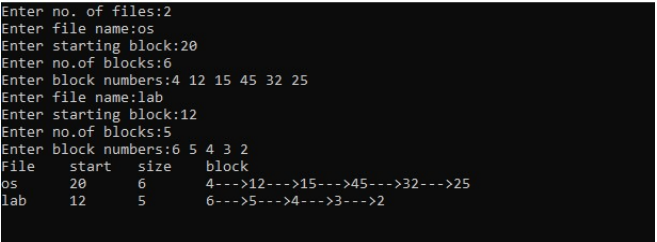 Enter no. of files:2
Enter file name:os
Enter starting block:20
Enter no.of blocks:6
Enter block numbers:4 12 15 45 32 25
Enter file name:lab
Enter starting block:12
Enter no.of blocks:5
Enter block numbers:6 5 4 3 2
File start size block
os 20 6 4--->12--->15--->45--->32--->25
lab 12 5 6--->5--->4--->3--->2